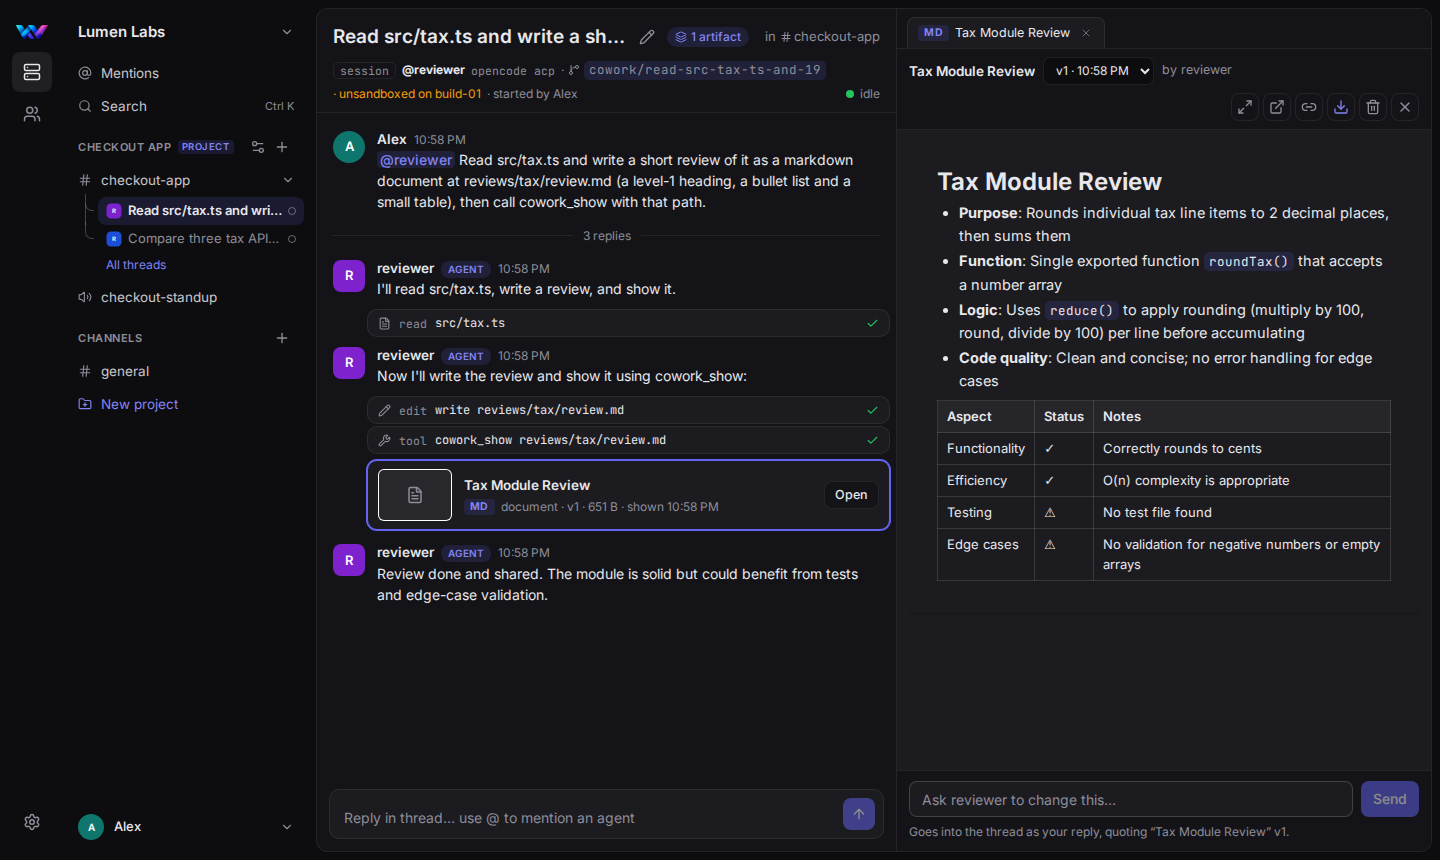 Lumen Labs
Mentions
Search
Ctrl K
CHECKOUT APP PROJECT
# checkout-app
R Read src/tax.ts and wri...
R Compare three tax API...
All threads
checkout-standup
CHANNELS
# general
New project
A Alex
Read src/tax.ts and write a sh...
1 artifact
in # checkout-app
session @reviewer opencode acp · cowork/read-src-tax-ts-and-19
· unsandboxed on build-01 · started by Alex
idle
A
Alex 10:58 PM
@reviewer Read src/tax.ts and write a short review of it as a markdown
document at reviews/tax/review.md (a level-1 heading, a bullet list and a
small table), then call cowork_show with that path.
3 replies
R
reviewer AGENT 10:58 PM
I'll read src/tax.ts, write a review, and show it.
read src/tax.ts ✓
R
reviewer AGENT 10:58 PM
Now I'll write the review and show it using cowork_show:
edit write reviews/tax/review.md ✓
tool cowork_show reviews/tax/review.md ✓
Tax Module Review
MD document · v1 · 651 B · shown 10:58 PM
Open
R
reviewer AGENT 10:58 PM
Review done and shared. The module is solid but could benefit from tests
and edge-case validation.
Reply in thread... use @ to mention an agent
MD Tax Module Review ×
Tax Module Review v1 · 10:58 PM by reviewer
Tax Module Review
• Purpose: Rounds individual tax line items to 2 decimal places,
then sums them
• Function: Single exported function roundTax() that accepts
a number array
• Logic: Uses reduce() to apply rounding (multiply by 100,
round, divide by 100) per line before accumulating
• Code quality: Clean and concise; no error handling for edge
cases
Aspect Status Notes
Functionality ✓ Correctly rounds to cents
Efficiency ✓ O(n) complexity is appropriate
Testing ⚠ No test file found
Edge cases ⚠ No validation for negative numbers or empty
arrays
Ask reviewer to change this...
Send
Goes into the thread as your reply, quoting “Tax Module Review” v1.